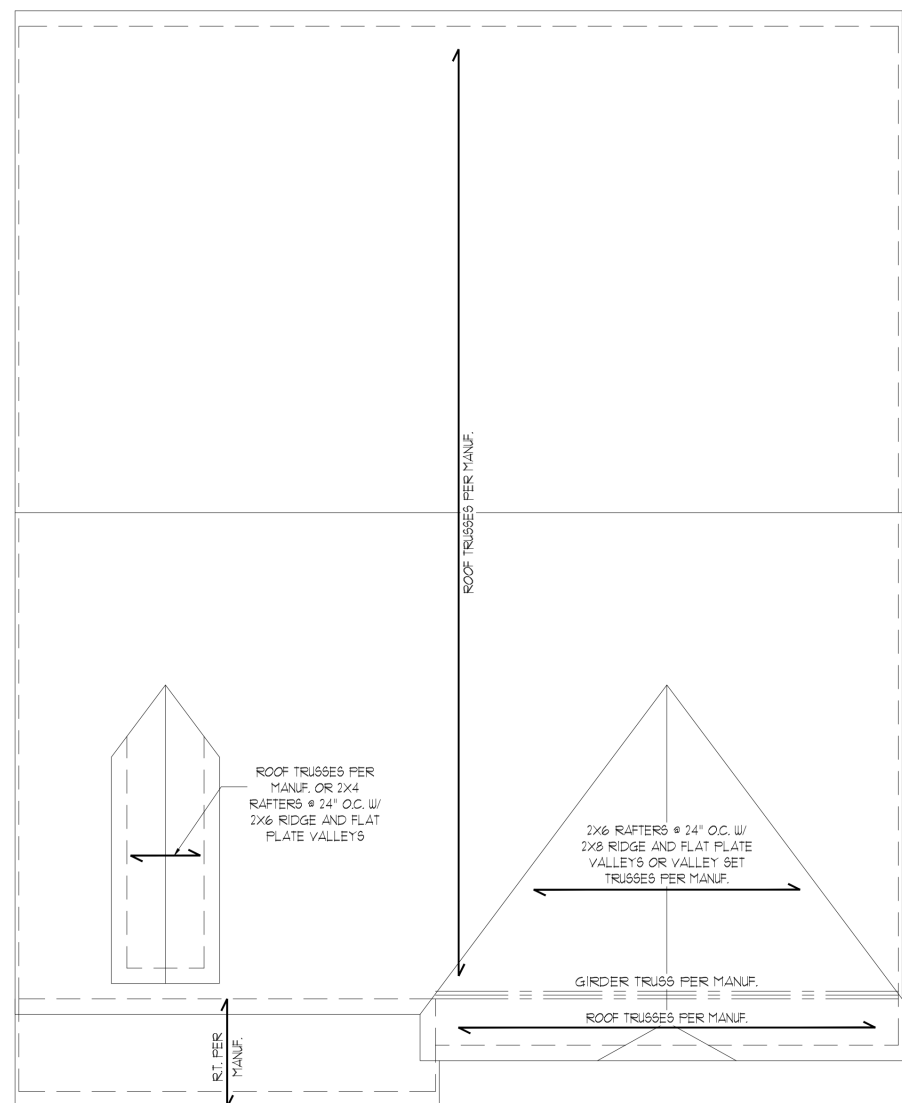 ROOF TRUSSES PER MANUF.
ROOF TRUSSES PER
MANUF. OR 2X4
RAFTERS @ 24" O.C. W/
2X6 RIDGE AND FLAT
PLATE VALLEYS
2X6 RAFTERS @ 24" O.C. W/
2X8 RIDGE AND FLAT PLATE
VALLEYS OR VALLEY SET
TRUSSES PER MANUF.
GIRDER TRUSS PER MANUF.
ROOF TRUSSES PER MANUF.
R.T. PER
MANUF.